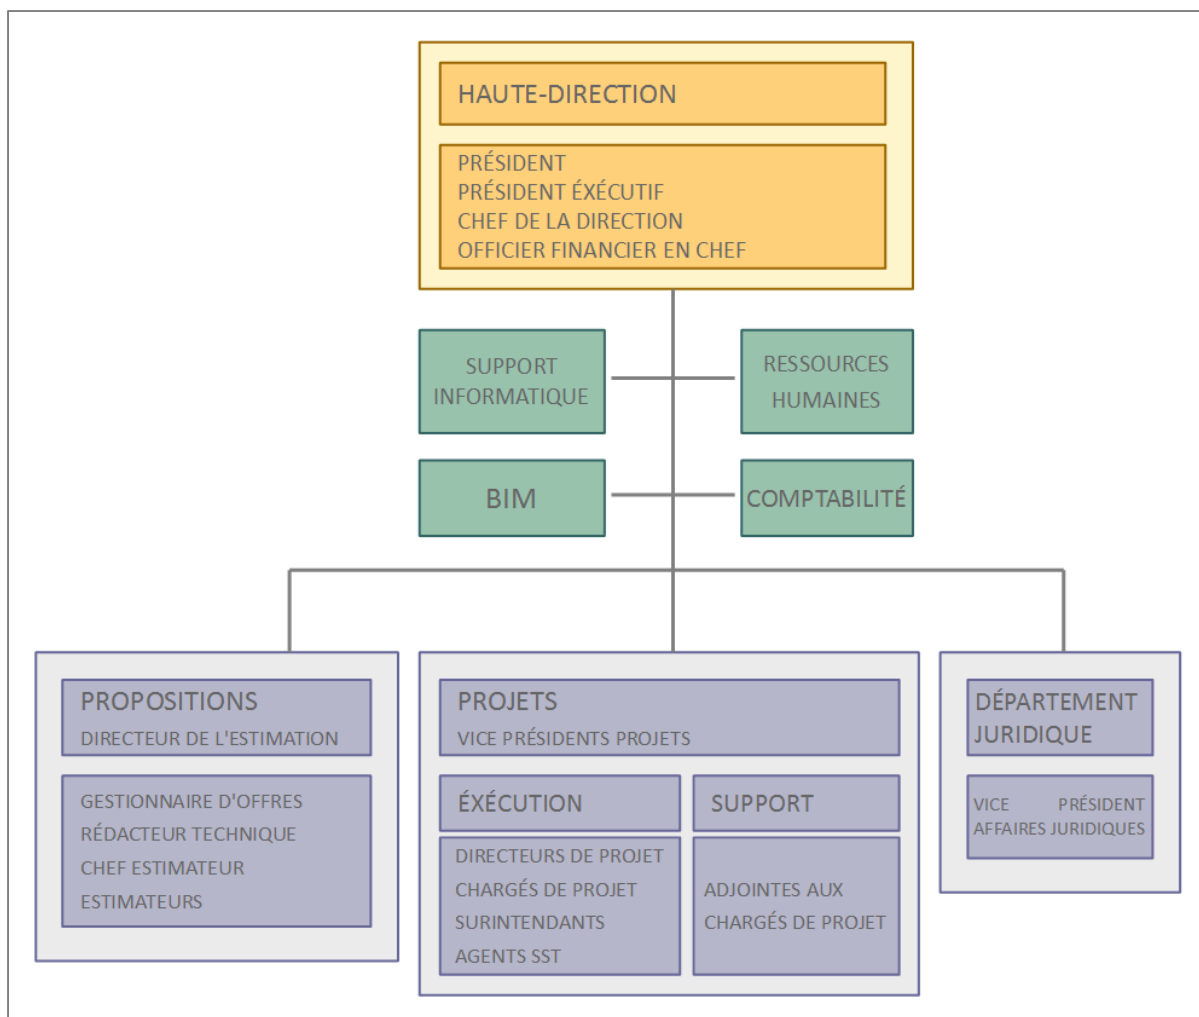 HAUTE-DIRECTION
PRÉSIDENT
PRÉSIDENT ÉXÉCUTIF
CHEF DE LA DIRECTION
OFFICIER FINANCIER EN CHEF
SUPPORT
INFORMATIQUE
RESSOURCES
HUMAINES
BIM
COMPTABILITÉ
PROPOSITIONS
DIRECTEUR DE L'ESTIMATION
GESTIONNAIRE D'OFFRES
RÉDACTEUR TECHNIQUE
CHEF ESTIMATEUR
ESTIMATEURS
PROJETS
VICE PRÉSIDENTS PROJETS
ÉXÉCUTION
DIRECTEURS DE PROJET
CHARGÉS DE PROJET
SURINTENDANTS
AGENTS SST
SUPPORT
ADJOINTES AUX
CHARGÉS DE PROJET
DÉPARTEMENT
JURIDIQUE
VICE PRÉSIDENT
AFFAIRES JURIDIQUES